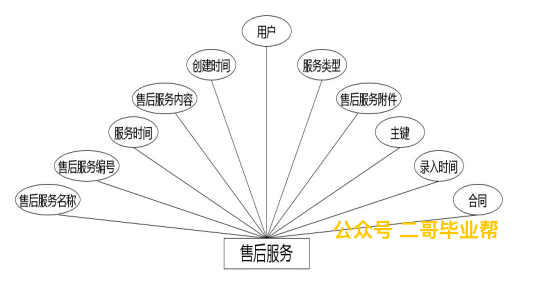 用户
创建时间
服务类型
售后服务内容
售后服务附件
服务时间
主键
售后服务编号
录入时间
售后服务名称
合同
公众号 二哥毕业帮
售后服务